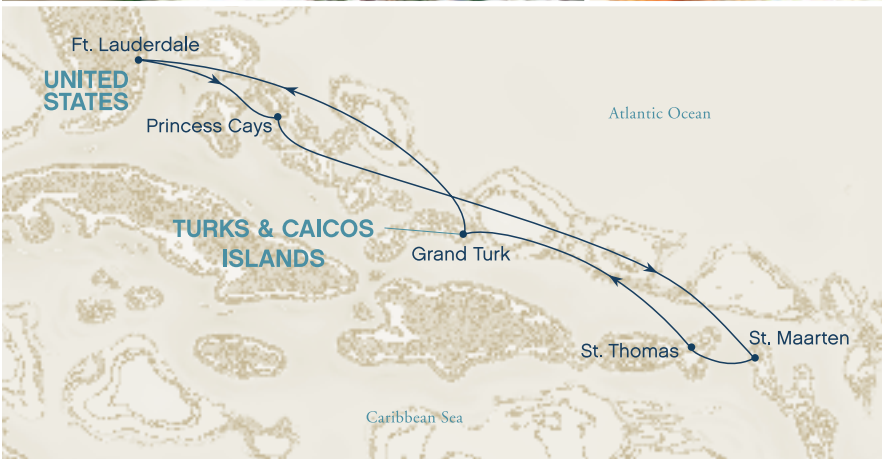 Ft. Lauderdale
UNITED
STATES
Atlantic Ocean
Princess Cays
TURKS & CAICOS
ISLANDS
Grand Turk
St. Maarten
St. Thomas
Caribbean Sea